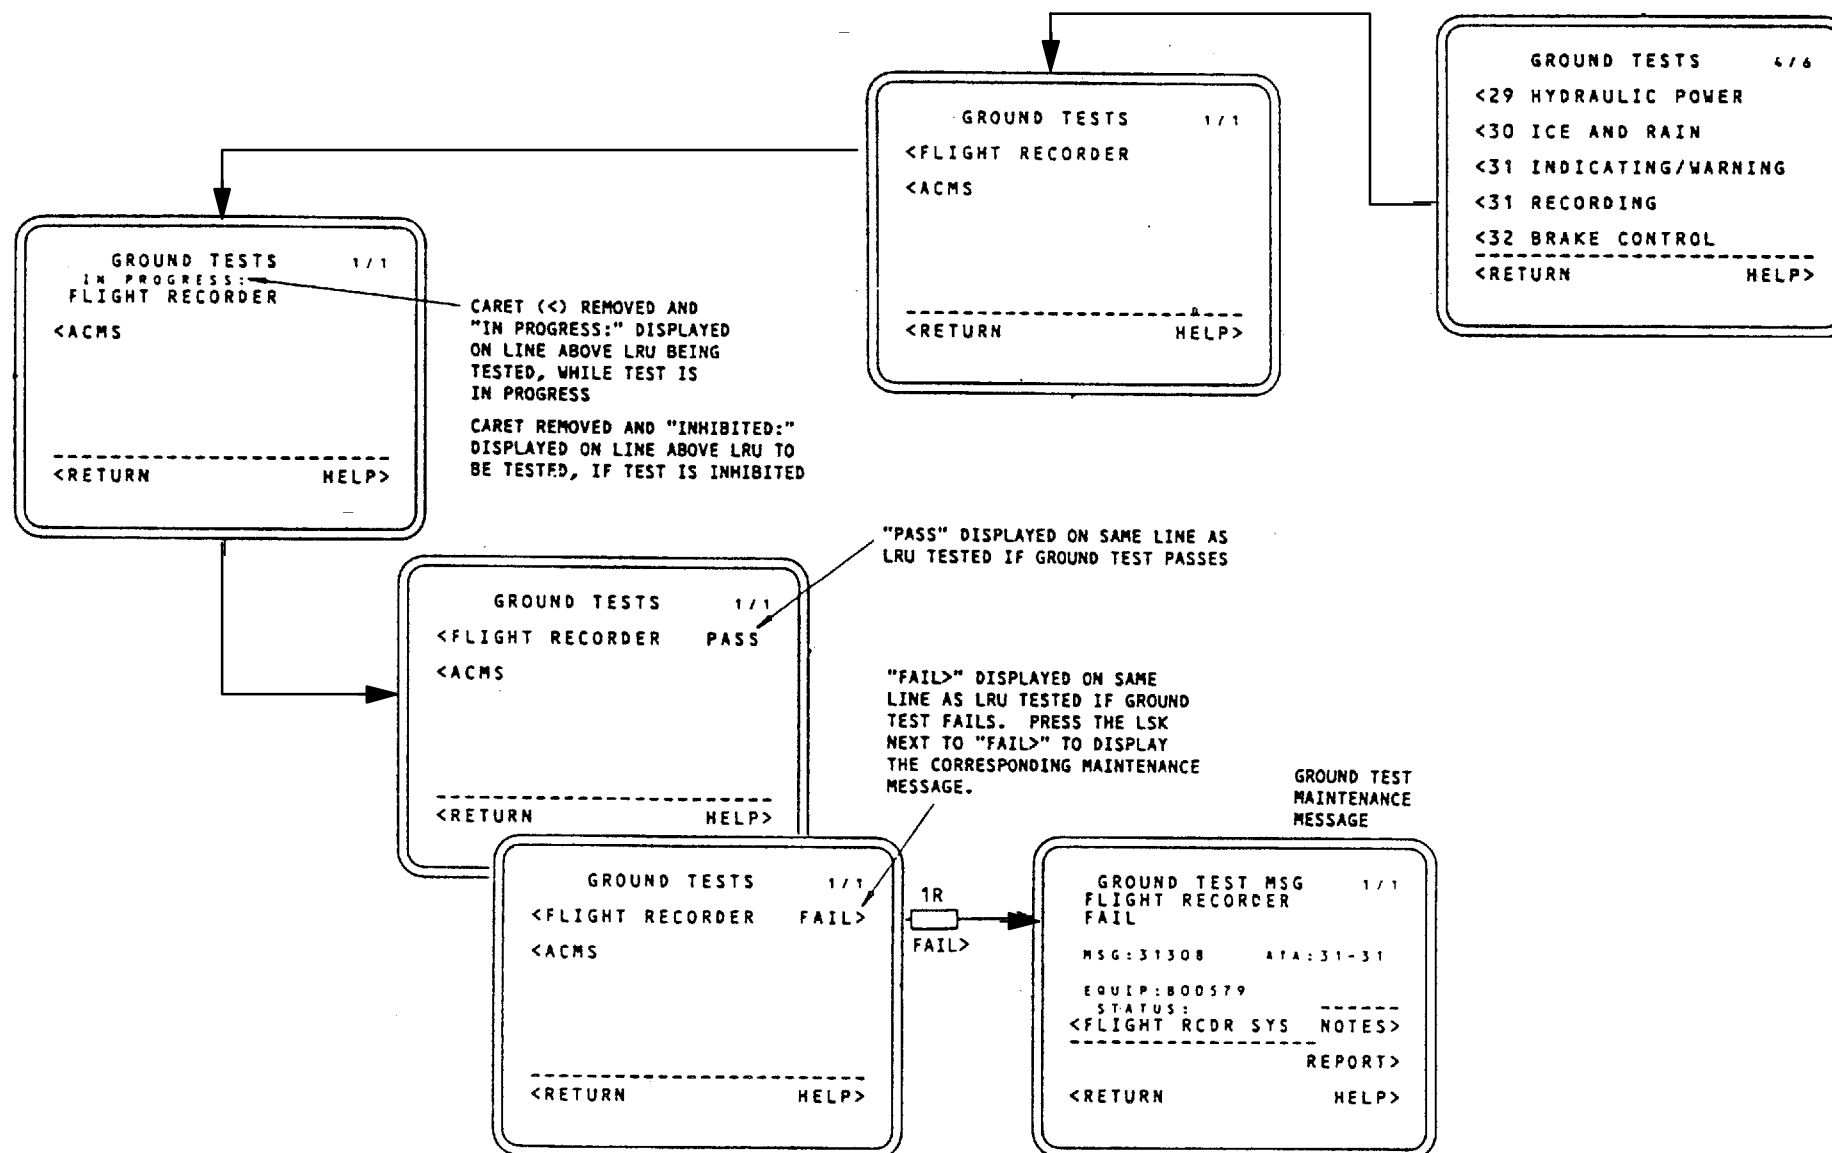 GROUND TESTS 4/6
<29 HYDRAULIC POWER
<30 ICE AND RAIN
<31 INDICATING/WARNING
<31 RECORDING
<32 BRAKE CONTROL
<RETURN HELP>
GROUND TESTS 1/1
<FLIGHT RECORDER
<ACMS
<RETURN HELP>
GROUND TESTS 1/1
IN PROGRESS:
FLIGHT RECORDER
<ACMS
<RETURN HELP>
CARET (<) REMOVED AND
"IN PROGRESS:" DISPLAYED
ON LINE ABOVE LRU BEING
TESTED, WHILE TEST IS
IN PROGRESS
CARET REMOVED AND "INHIBITED:"
DISPLAYED ON LINE ABOVE LRU TO
BE TESTED, IF TEST IS INHIBITED
"PASS" DISPLAYED ON SAME LINE AS
LRU TESTED IF GROUND TEST PASSES
GROUND TESTS 1/1
<FLIGHT RECORDER PASS
<ACMS
<RETURN HELP>
"FAIL>" DISPLAYED ON SAME
LINE AS LRU TESTED IF GROUND
TEST FAILS. PRESS THE LSK
NEXT TO "FAIL>" TO DISPLAY
THE CORRESPONDING MAINTENANCE
MESSAGE.
GROUND TESTS 1/1
<FLIGHT RECORDER FAIL>
<ACMS
<RETURN HELP>
1R
FAIL>
GROUND TEST
MAINTENANCE
MESSAGE
GROUND TEST MSG 1/1
FLIGHT RECORDER
FAIL
MSG:31308 ATA:31-31
EQUIP:B00579
STATUS:
<FLIGHT RCDR SYS NOTES>
REPORT>
<RETURN HELP>